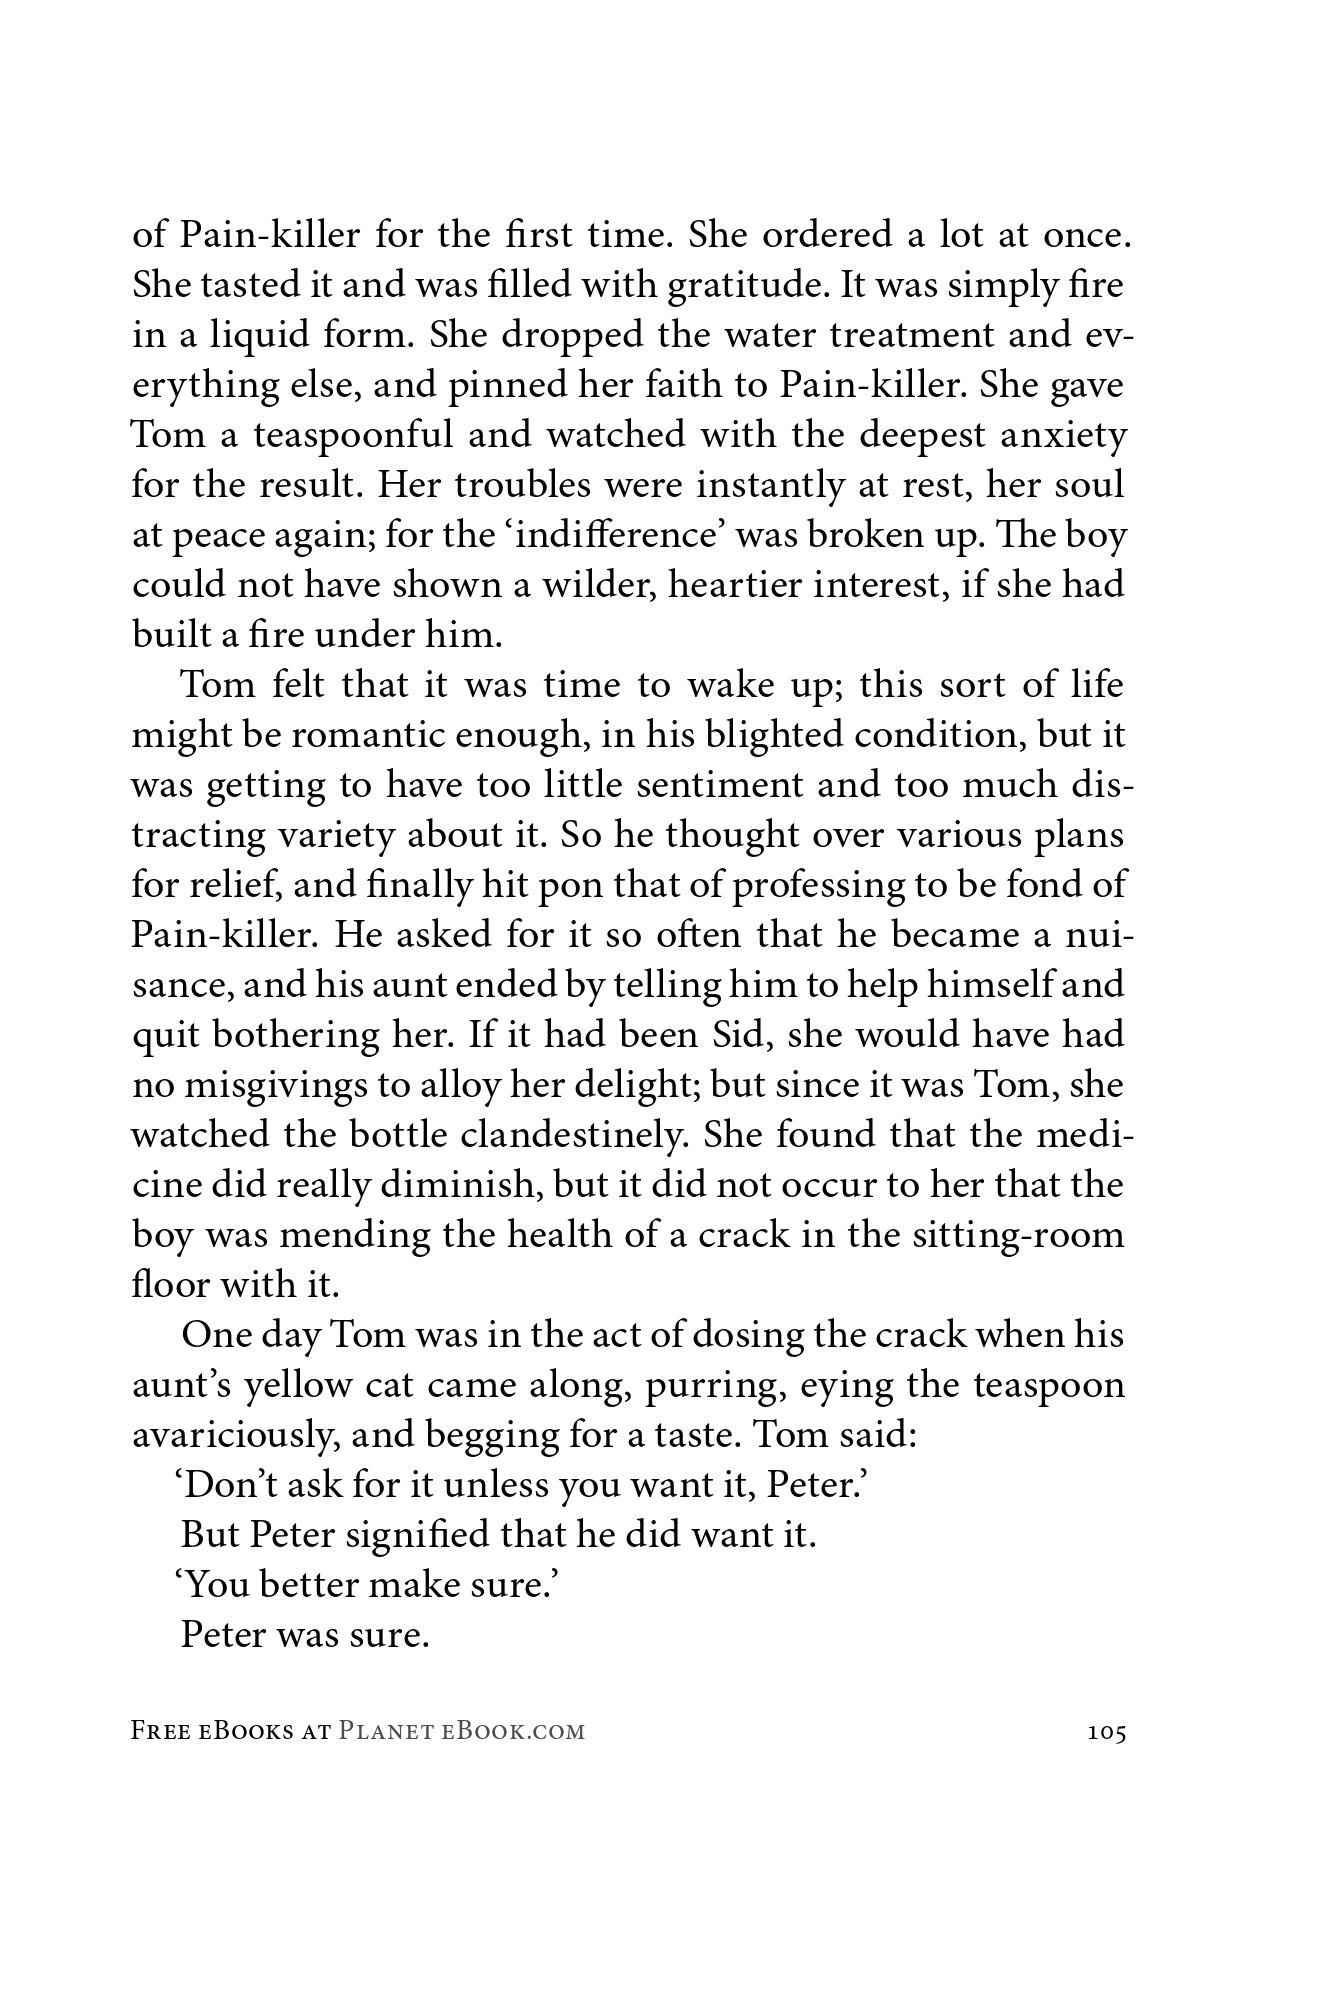 of Pain-killer for the first time. She ordered a lot at once.
She tasted it and was filled with gratitude. It was simply fire
in a liquid form. She dropped the water treatment and ev-
erything else, and pinned her faith to Pain-killer. She gave
Tom a teaspoonful and watched with the deepest anxiety
for the result. Her troubles were instantly at rest, her soul
at peace again; for the ‘indifference’ was broken up. The boy
could not have shown a wilder, heartier interest, if she had
built a fire under him.
Tom felt that it was time to wake up; this sort of life
might be romantic enough, in his blighted condition, but it
was getting to have too little sentiment and too much dis-
tracting variety about it. So he thought over various plans
for relief, and finally hit pon that of professing to be fond of
Pain-killer. He asked for it so often that he became a nui-
sance, and his aunt ended by telling him to help himself and
quit bothering her. If it had been Sid, she would have had
no misgivings to alloy her delight; but since it was Tom, she
watched the bottle clandestinely. She found that the medi-
cine did really diminish, but it did not occur to her that the
boy was mending the health of a crack in the sitting-room
floor with it.
One day Tom was in the act of dosing the crack when his
aunt’s yellow cat came along, purring, eying the teaspoon
avariciously, and begging for a taste. Tom said:
‘Don’t ask for it unless you want it, Peter.’
But Peter signified that he did want it.
‘You better make sure.’
Peter was sure.
Free eBooks at Planet eBook.com 105